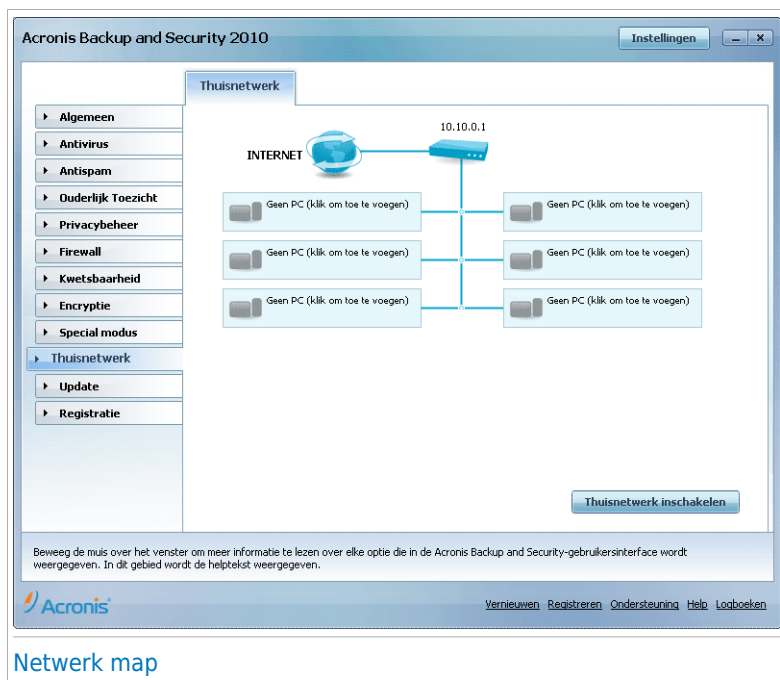 Acronis Backup and Security 2010
Instellingen
Thuisnetwerk
Algemeen
Antivirus
Antispam
Ouderlijk Toezicht
Privacybeheer
Firewall
Kwetsbaarheid
Encryptie
Special modus
Thuisnetwerk
Update
Registratie
INTERNET
10.10.0.1
Geen PC (klik om toe te voegen)
Geen PC (klik om toe te voegen)
Geen PC (klik om toe te voegen)
Geen PC (klik om toe te voegen)
Geen PC (klik om toe te voegen)
Geen PC (klik om toe te voegen)
Thuisnetwerk inschakelen
Beweeg de muis over het venster om meer informatie te lezen over elke optie die in de Acronis Backup and Security-gebruikersinterface wordt
weergegeven. In dit gebied wordt de helptekst weergegeven.
Acronis
Vernieuwen Registreren Ondersteuning Help Logboeken
Netwerk map